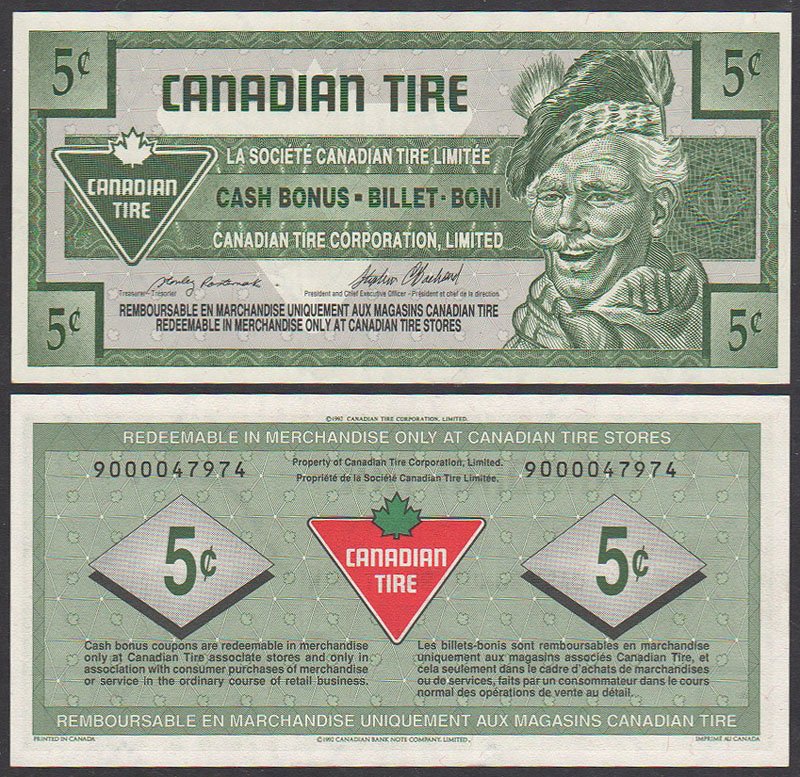 5¢
5¢
CANADIAN TIRE
LA SOCIÉTÉ CANADIAN TIRE LIMITÉE
CANADIAN
TIRE
CASH BONUS - BILLET - BONI
CANADIAN TIRE CORPORATION, LIMITED
Treasurer - Trésorier
President and Chief Executive Officer - Président et chef de la direction
5¢
5¢
REMBOURSABLE EN MARCHANDISE UNIQUEMENT AUX MAGASINS CANADIAN TIRE
REDEEMABLE IN MERCHANDISE ONLY AT CANADIAN TIRE STORES
©1992 CANADIAN TIRE CORPORATION, LIMITED.
REDEEMABLE IN MERCHANDISE ONLY AT CANADIAN TIRE STORES
9000047974
Property of Canadian Tire Corporation, Limited.
Propriété de la Société Canadian Tire Limitée.
9000047974
5¢
CANADIAN
TIRE
5¢
Cash bonus coupons are redeemable in merchandise
only at Canadian Tire associate stores and only in
association with consumer purchases of merchandise
or service in the ordinary course of retail business.
Les billets-bonis sont remboursables en marchandise
uniquement aux magasins associés Canadian Tire, et
cela seulement dans le cadre d'achats de marchandises
ou de services, faits par un consommateur dans le cours
normal des opérations de vente au détail.
REMBOURSABLE EN MARCHANDISE UNIQUEMENT AUX MAGASINS CANADIAN TIRE
PRINTED IN CANADA
©1992 CANADIAN BANK NOTE COMPANY, LIMITED.
IMPRIMÉ AU CANADA